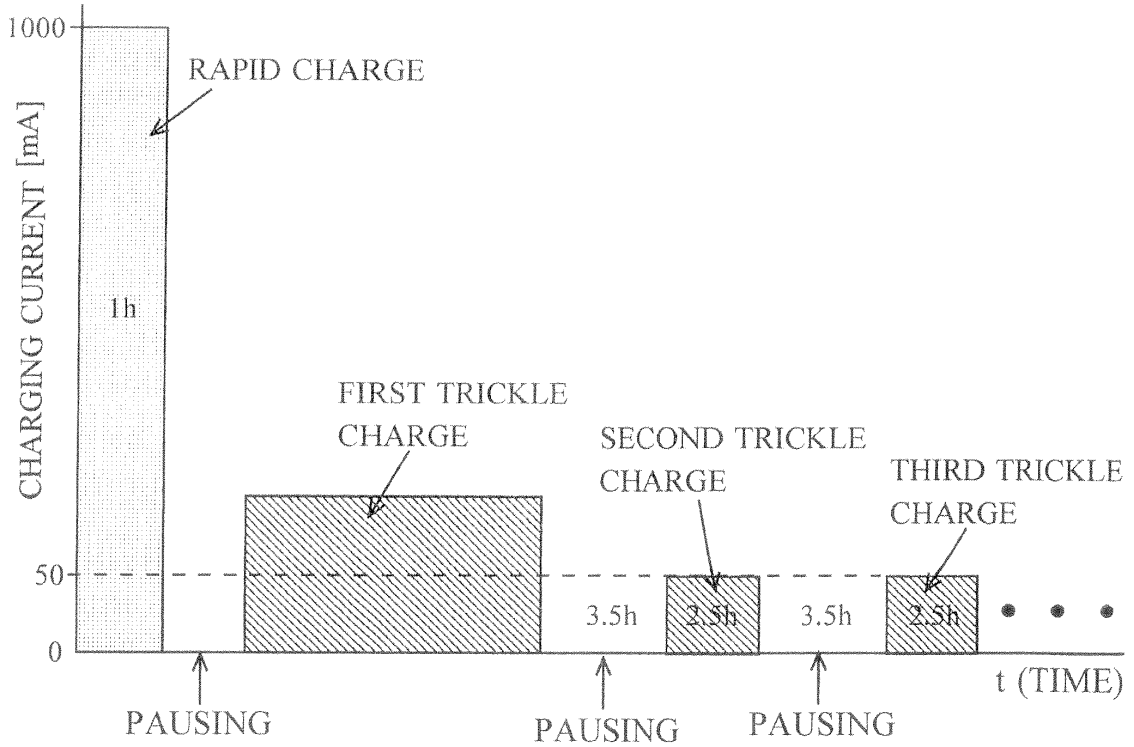 1000
RAPID CHARGE
CHARGING CURRENT [mA]
1h
FIRST TRICKLE
CHARGE
SECOND TRICKLE
CHARGE
THIRD TRICKLE
CHARGE
50
3.5h
2.5h
3.5h
2.5h
0
t (TIME)
PAUSING
PAUSING
PAUSING